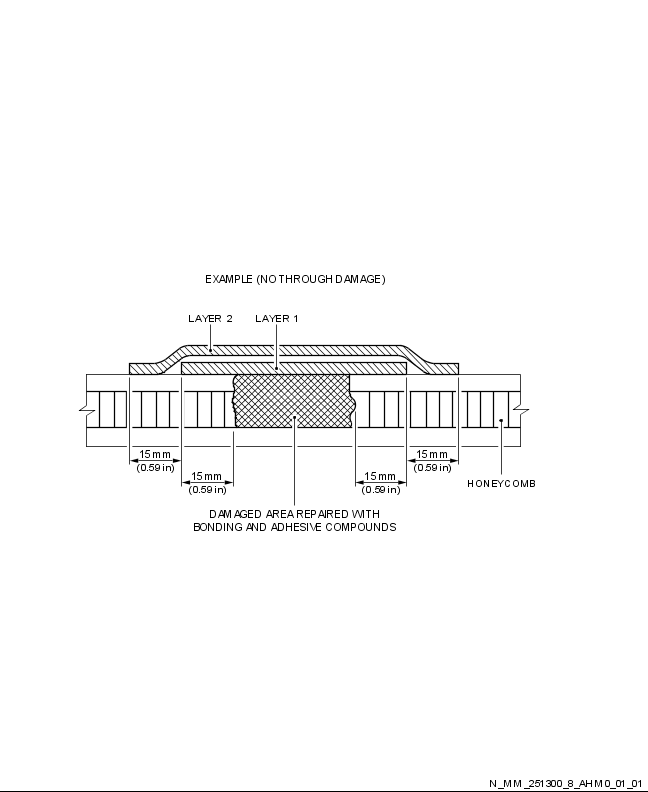 EXAMPLE (NO THROUGH DAMAGE)
LAYER 2
LAYER 1
15 mm
(0.59 in)
15 mm
(0.59 in)
15 mm
(0.59 in)
15 mm
(0.59 in)
HONEYCOMB
DAMAGED AREA REPAIRED WITH
BONDING AND ADHESIVE COMPOUNDS
N_MM_251300_8_AHM0_01_01